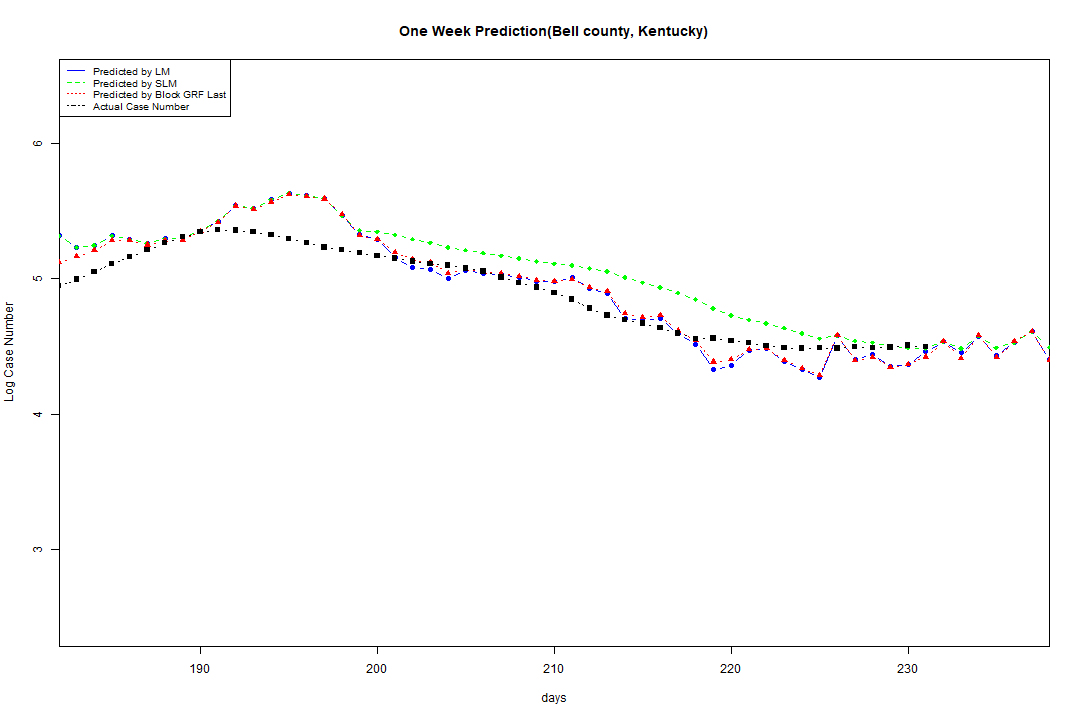 One Week Prediction(Bell county, Kentucky)
Predicted by LM
Predicted by SLM
Predicted by Block GRF Last
Actual Case Number
6
5
4
3
Log Case Number
190 200 210 220 230
days